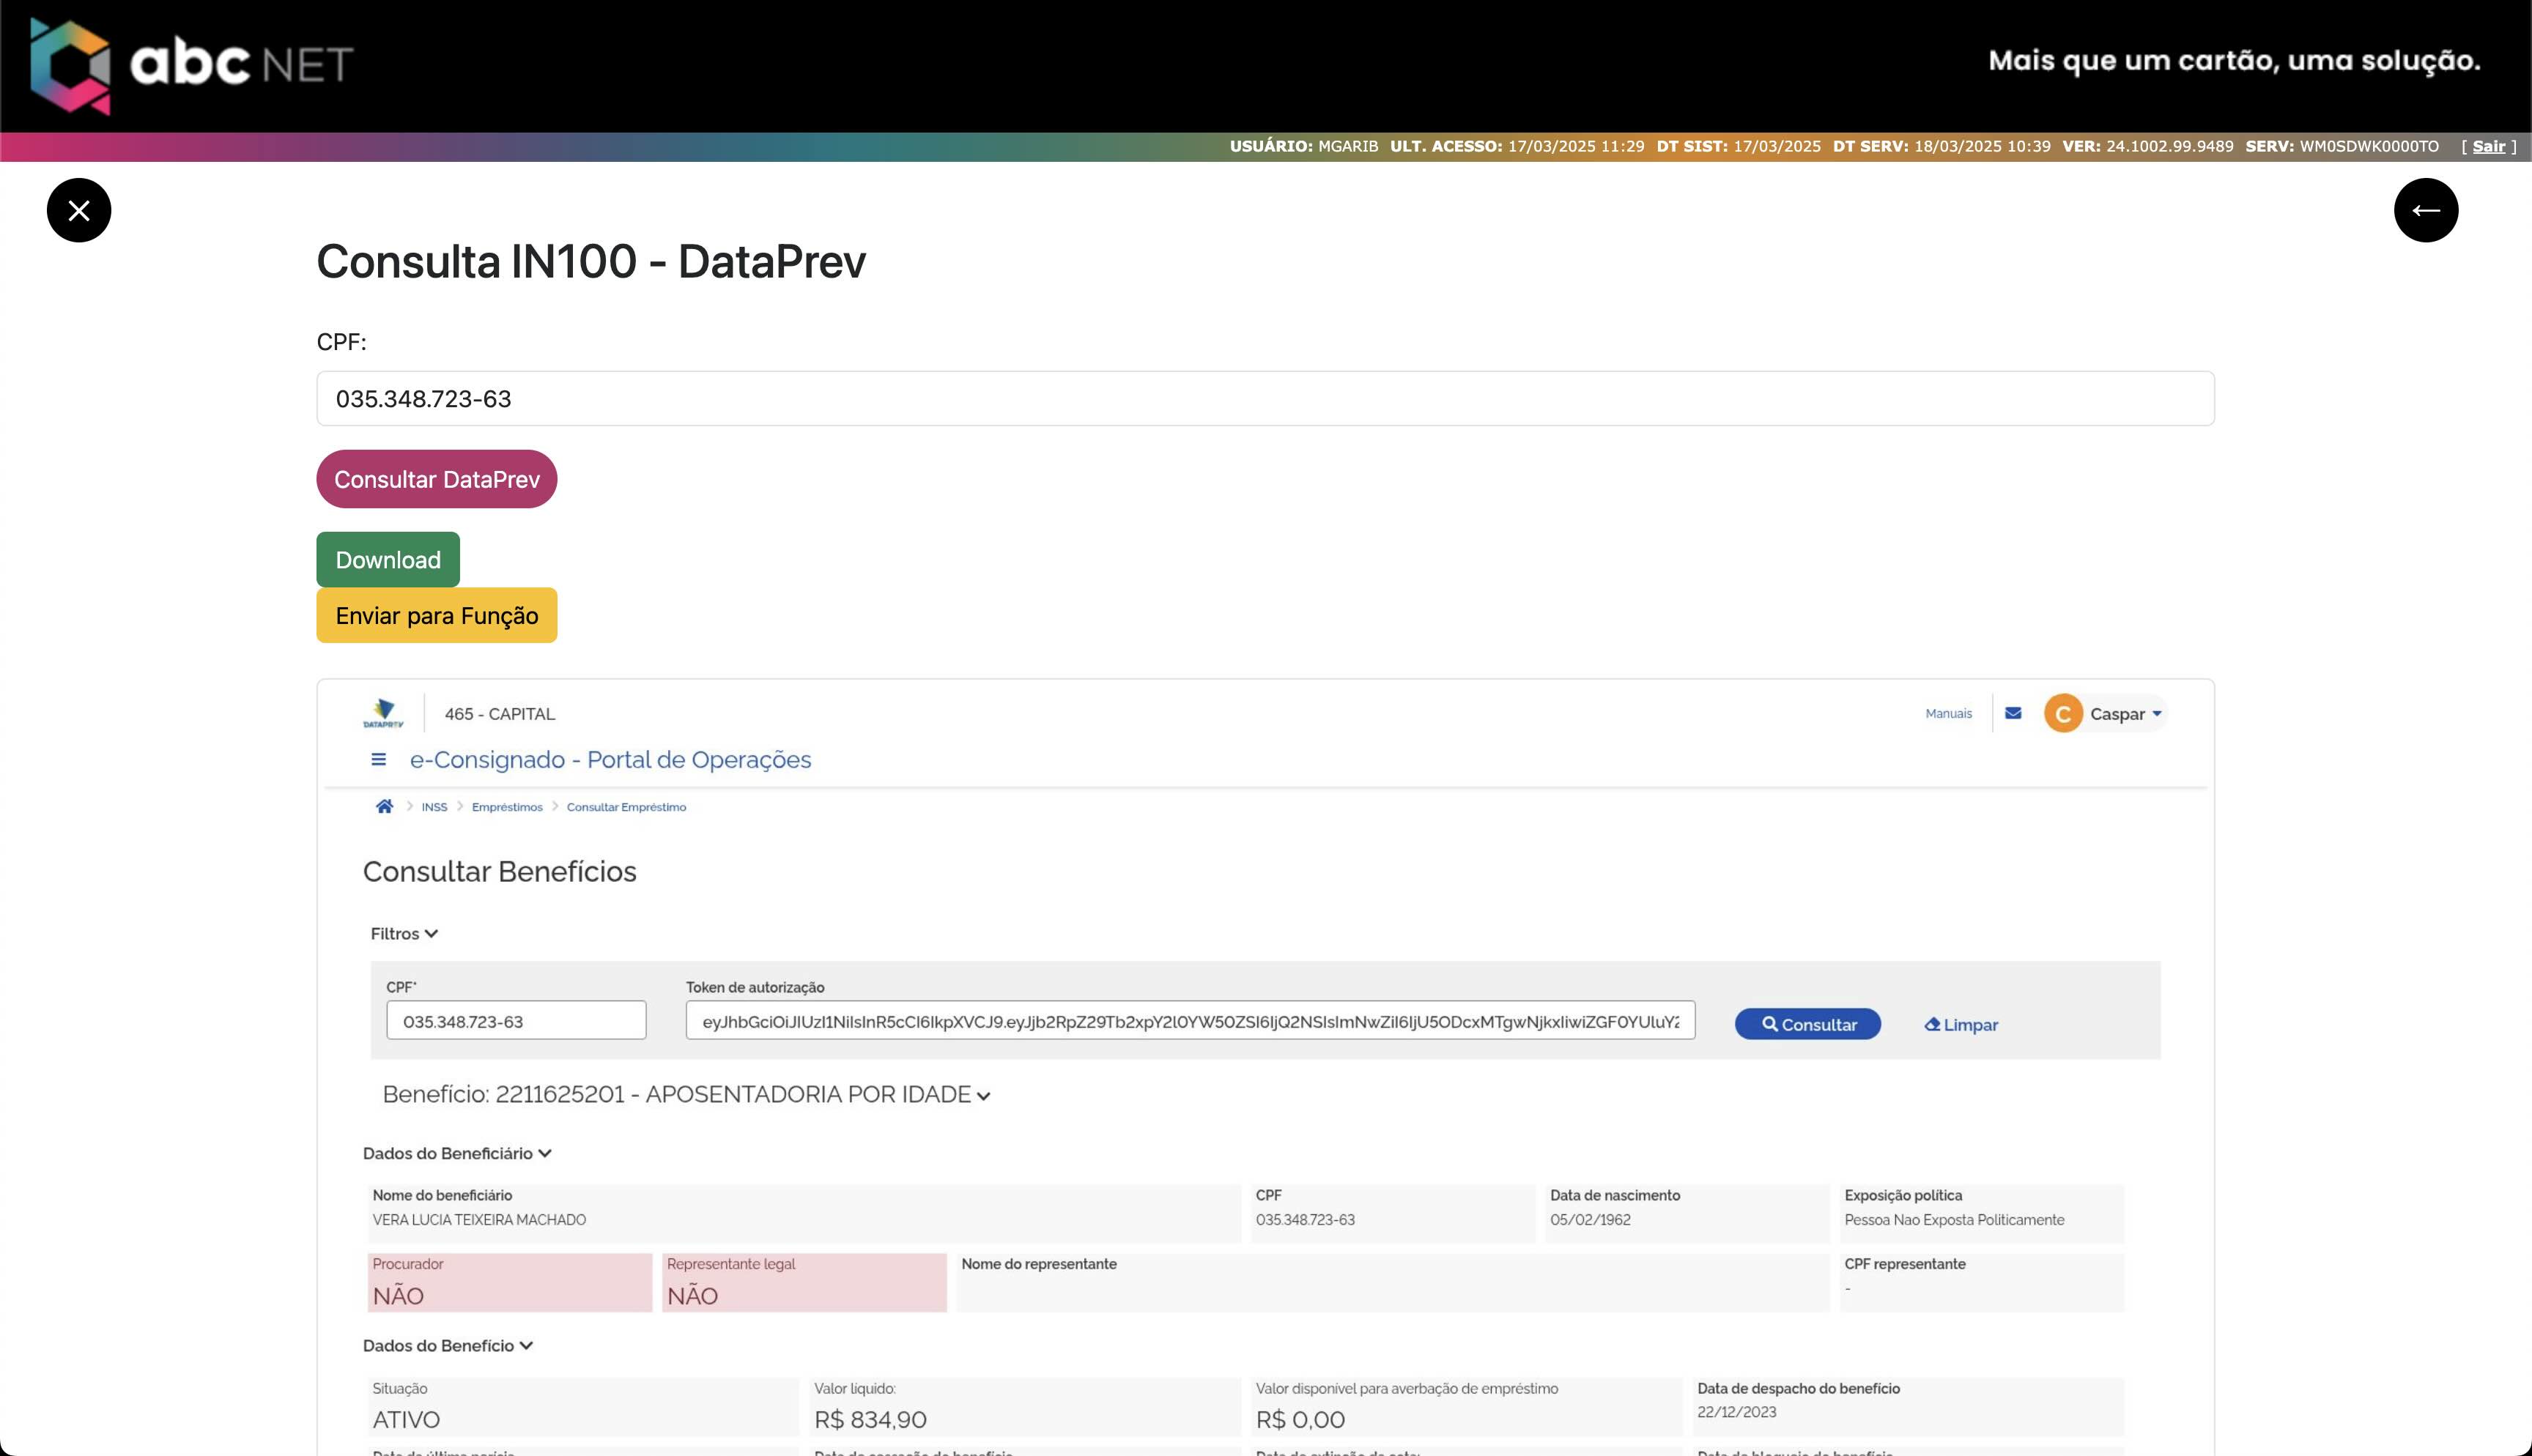 abc NET
Mais que um cartão, uma solução.
USUÁRIO: MGARIB ULT. ACESSO: 17/03/2025 11:29 DT SIST: 17/03/2025 DT SERV: 18/03/2025 10:39 VER: 24.1002.99.9489 SERV: WM0SDWK0000TO [ Sair ]
Consulta IN100 - DataPrev
CPF:
035.348.723-63
Consultar DataPrev
Download
Enviar para Função
DATAPREV
465 - CAPITAL
Manuais
C
Caspar
e-Consignado - Portal de Operações
INSS
Empréstimos
Consultar Empréstimo
Consultar Benefícios
Filtros
CPF*
Token de autorização
035.348.723-63
Consultar
Limpar
Benefício: 2211625201 - APOSENTADORIA POR IDADE
Dados do Beneficiário
Nome do beneficiário
VERA LUCIA TEIXEIRA MACHADO
CPF
035.348.723-63
Data de nascimento
05/02/1962
Exposição política
Pessoa Nao Exposta Politicamente
Procurador
NÃO
Representante legal
NÃO
Nome do representante
CPF representante
-
Dados do Benefício
Situação
ATIVO
Valor líquido:
R$ 834,90
Valor disponível para averbação de empréstimo
R$ 0,00
Data de despacho do benefício
22/12/2023